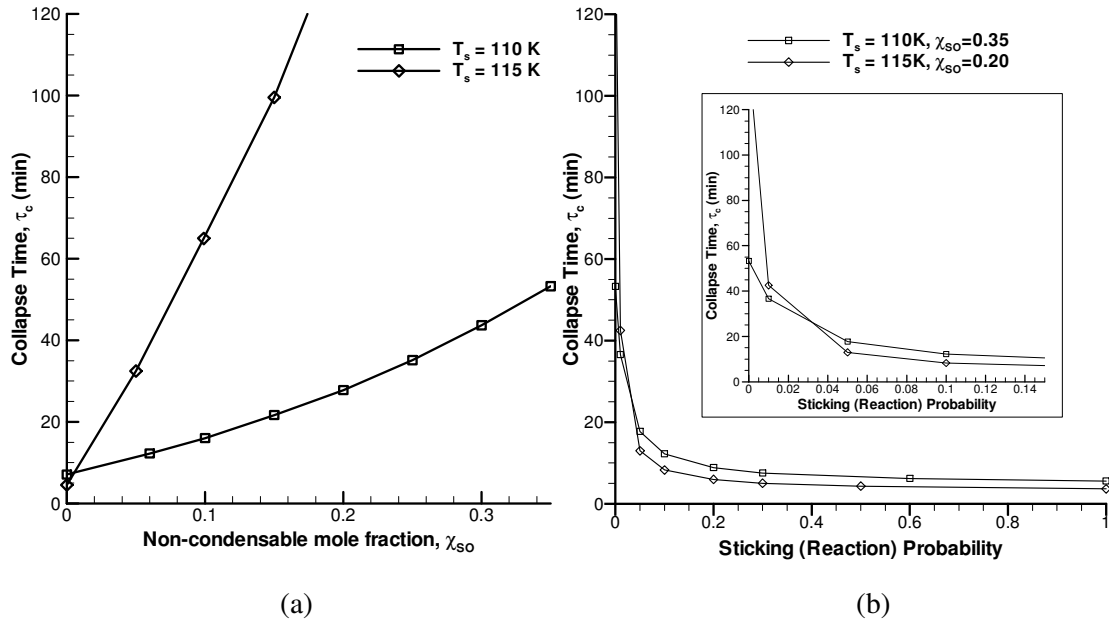 120
100
80
60
40
20
0
0 0.1 0.2 0.3
Collapse Time, τc (min)
Non-condensable mole fraction, χSO
Ts = 110 K
Ts = 115 K
(a)
120
100
80
60
40
20
0
0 0.2 0.4 0.6 0.8 1
Collapse Time, τc (min)
Sticking (Reaction) Probability
Ts = 110K, χSO=0.35
Ts = 115K, χSO=0.20
120
100
80
60
40
20
0
0 0.02 0.04 0.06 0.08 0.1 0.12 0.14
Collapse Time, τc (min)
Sticking (Reaction) Probability
(b)